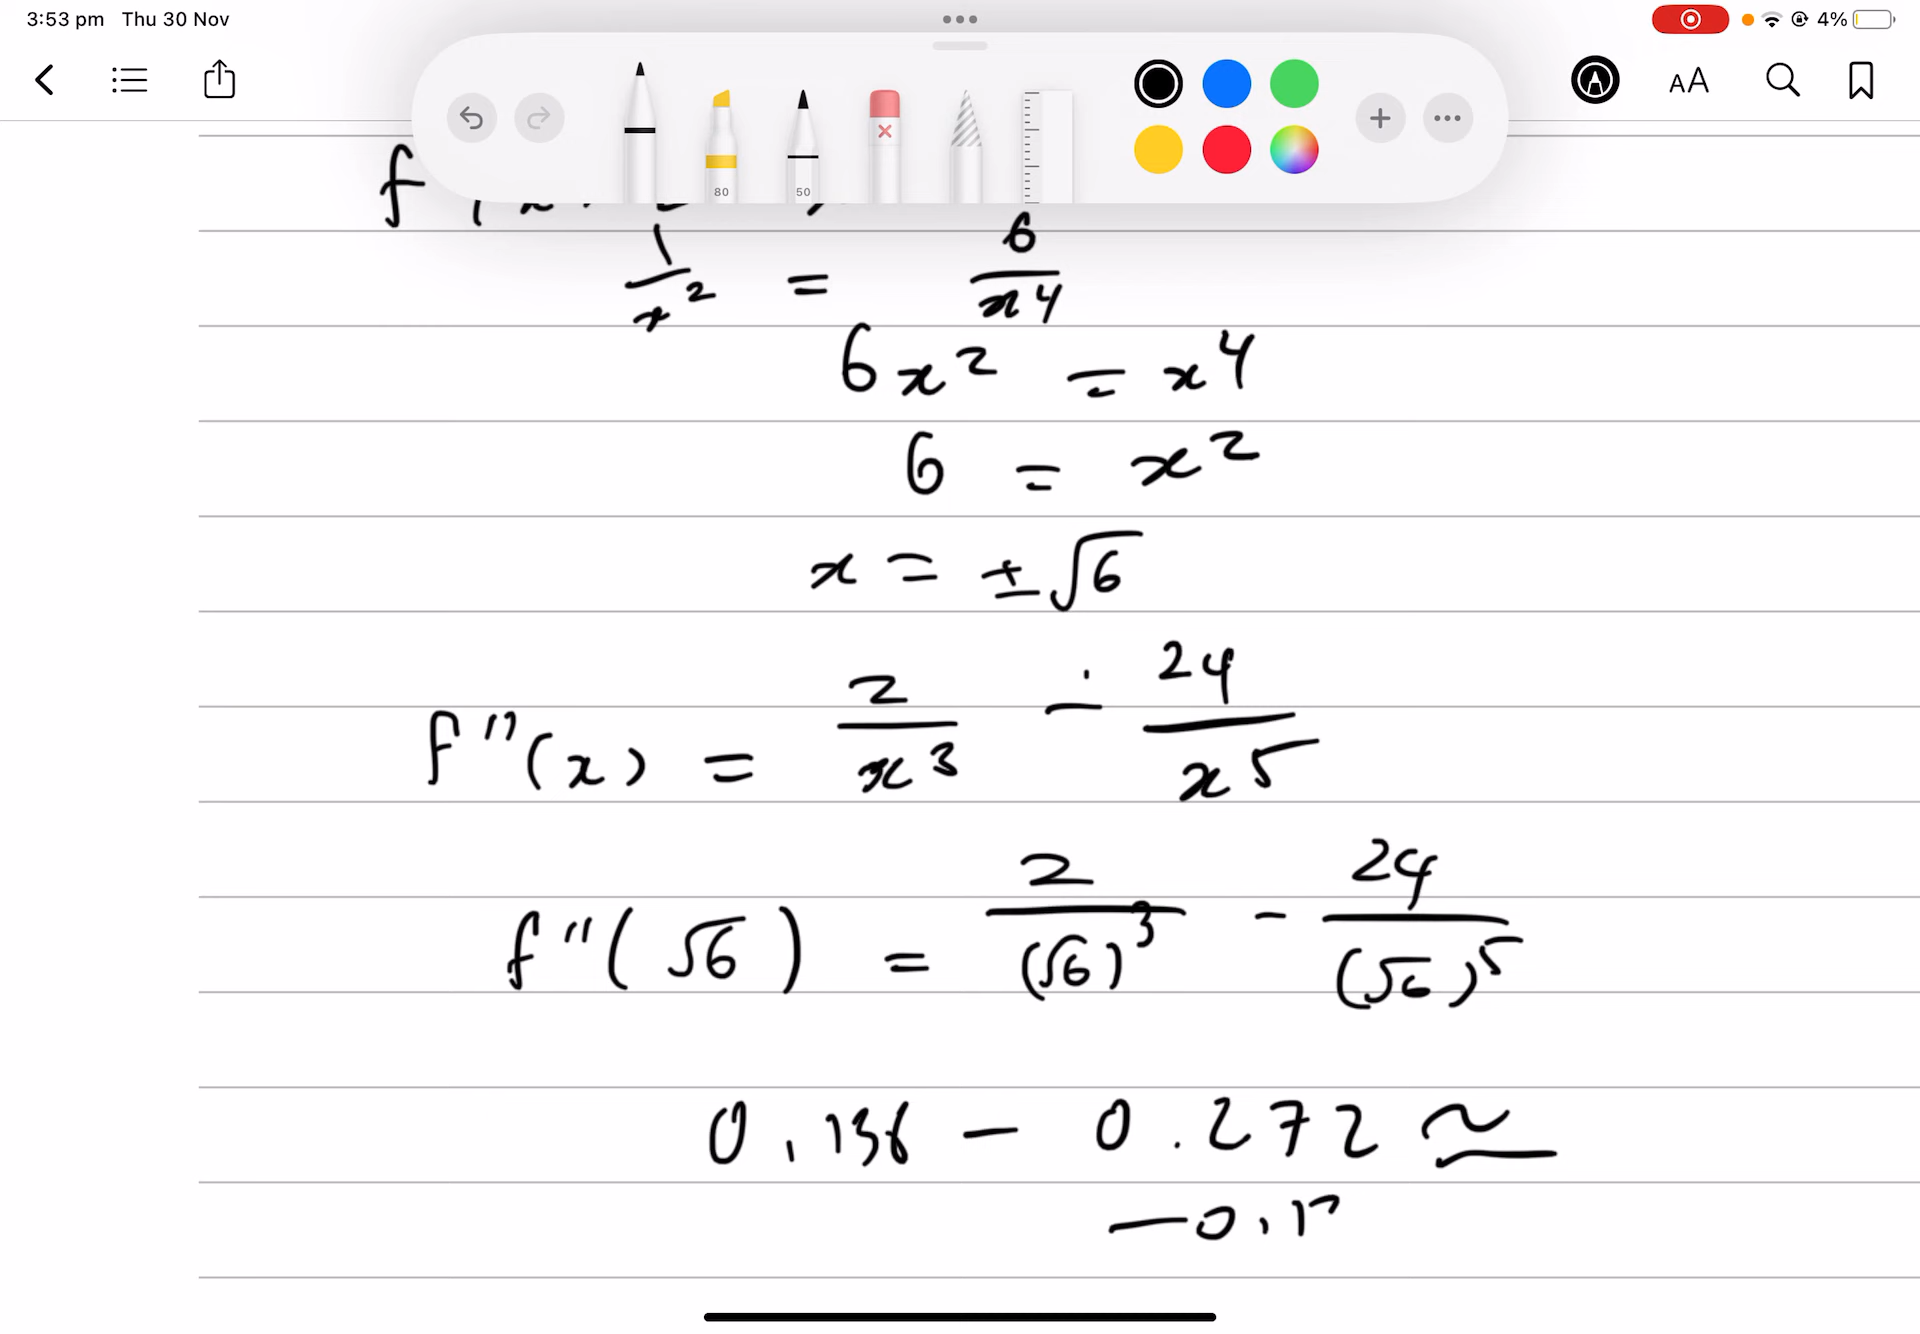 3:53 pm Thu 30 Nov 4%
AA
80 50
f
1/x² = 6/x⁴
6x² = x⁴
6 = x²
x = ±√6
f''(x) = 2/x³ - 24/x⁵
f''(√6) = 2/(√6)³ - 24/(√6)⁵
0.136 - 0.272 ≈
-0.1